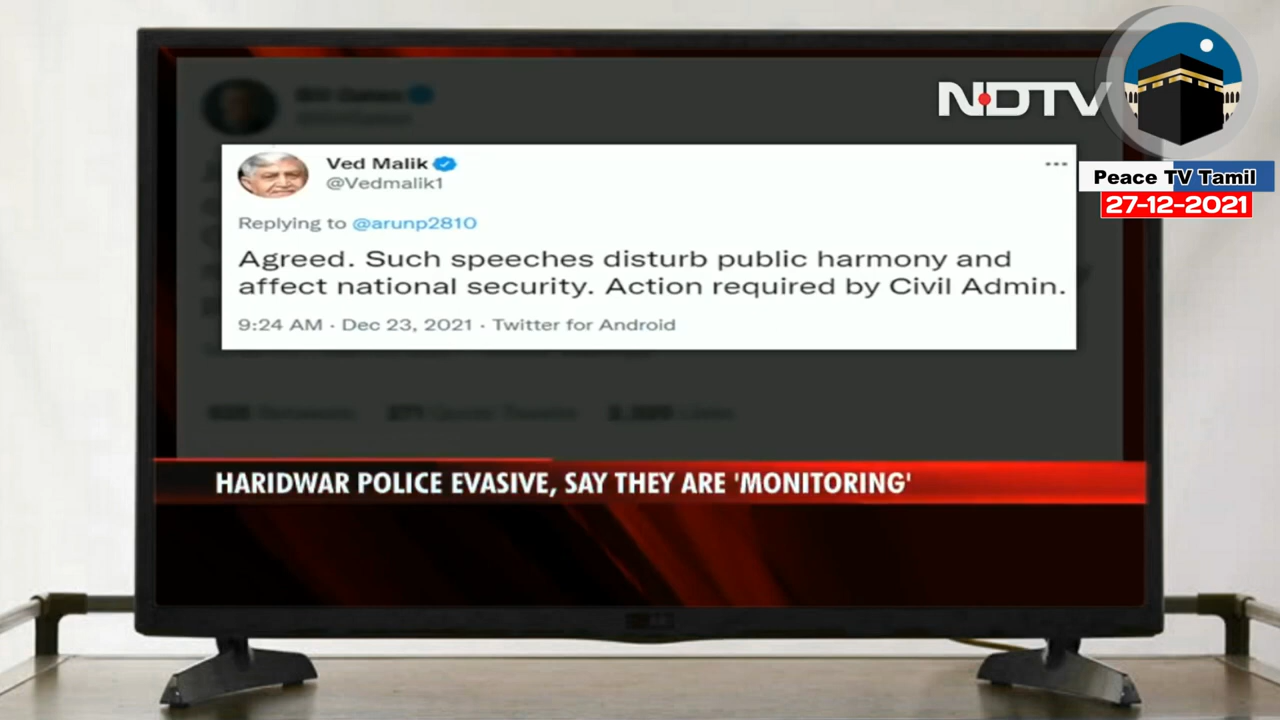 NDTV
Peace TV Tamil
27-12-2021
Ved Malik
@Vedmalik1
Replying to @arunp2810
Agreed. Such speeches disturb public harmony and
affect national security. Action required by Civil Admin.
9:24 AM · Dec 23, 2021 · Twitter for Android
HARIDWAR POLICE EVASIVE, SAY THEY ARE 'MONITORING'